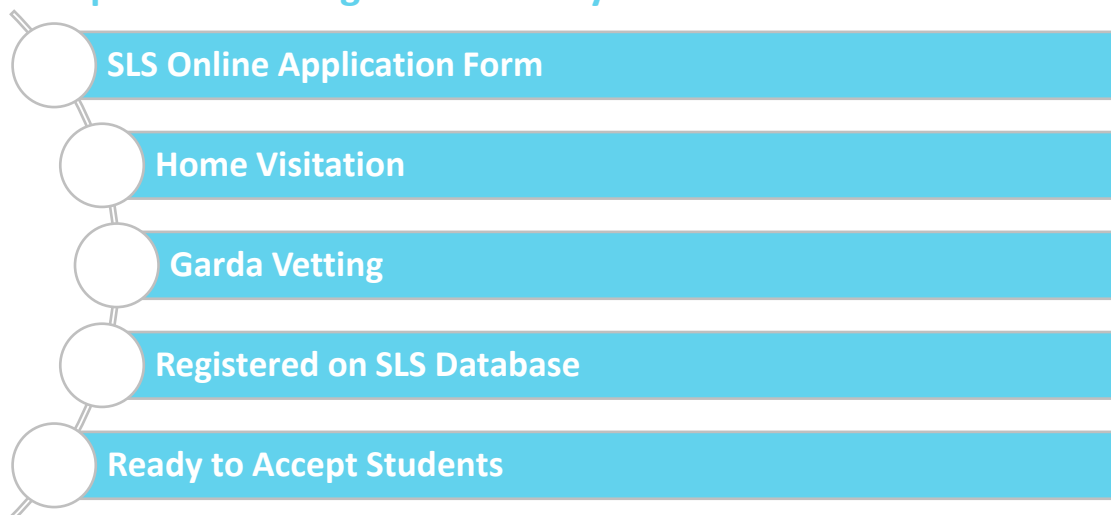 SLS Online Application Form
Home Visitation
Garda Vetting
Registered on SLS Database
Ready to Accept Students